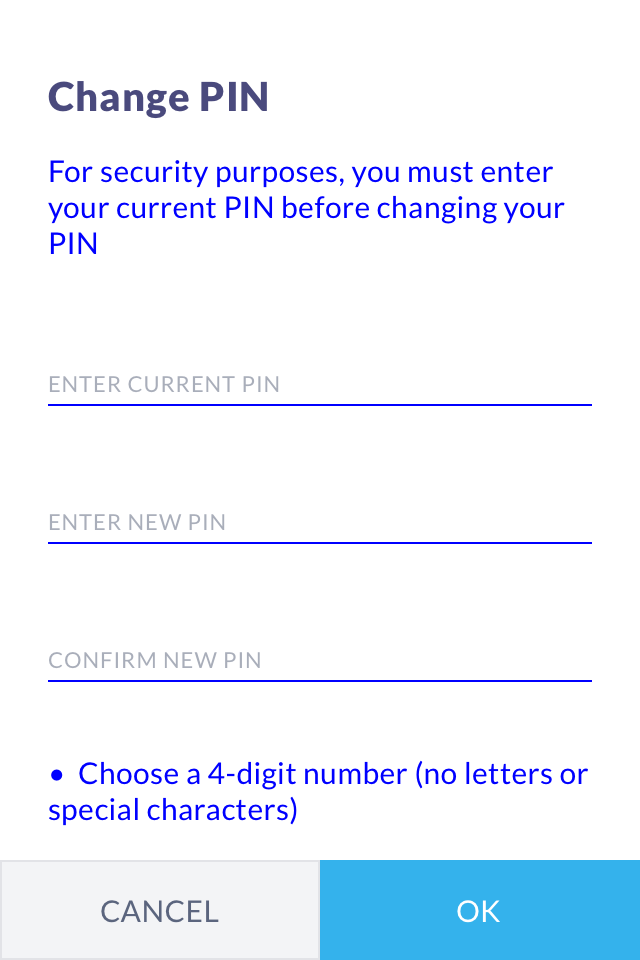 Change PIN
For security purposes, you must enter
your current PIN before changing your
PIN
ENTER CURRENT PIN
ENTER NEW PIN
CONFIRM NEW PIN
• Choose a 4-digit number (no letters or
special characters)
CANCEL
OK